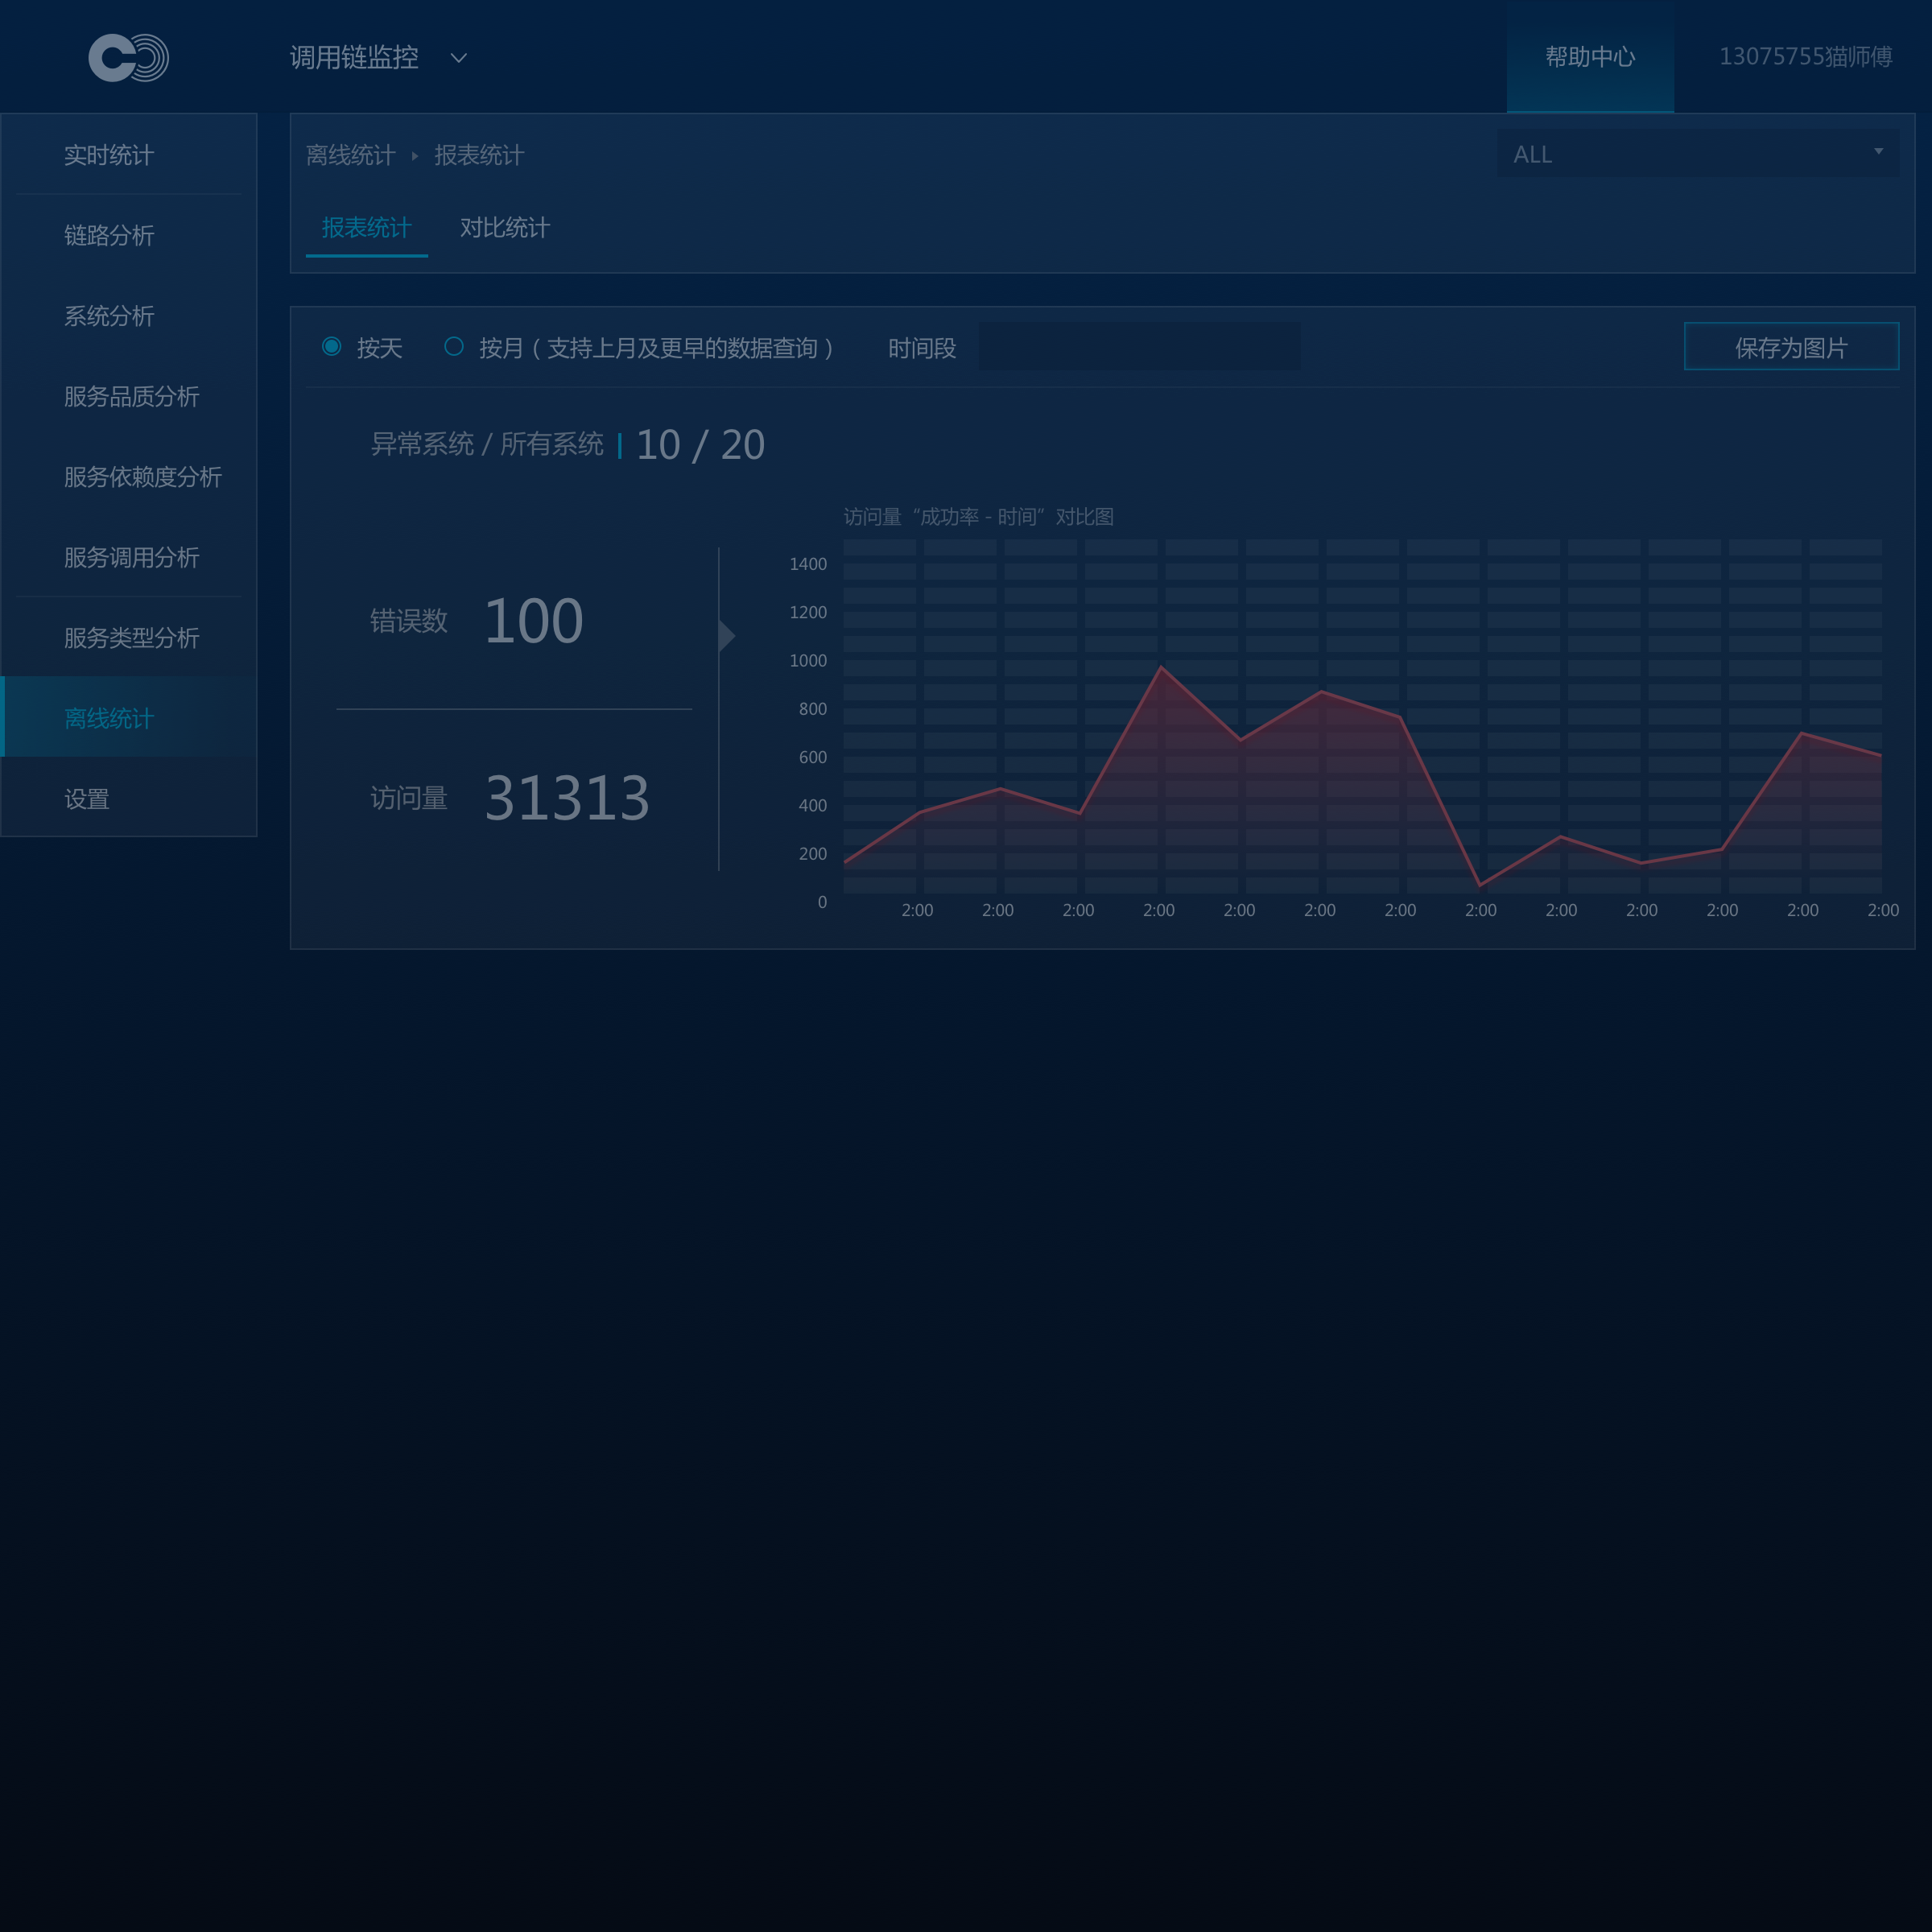 调用链监控
帮助中心
13075755猫师傅
实时统计
链路分析
系统分析
服务品质分析
服务依赖度分析
服务调用分析
服务类型分析
离线统计
设置
离线统计 报表统计
ALL
报表统计 对比统计
按天 按月（支持上月及更早的数据查询） 时间段
保存为图片
异常系统 / 所有系统 10 / 20
错误数 100
访问量 31313
访问量“成功率 - 时间”对比图
1400
1200
1000
800
600
400
200
0
2:00 2:00 2:00 2:00 2:00 2:00 2:00 2:00 2:00 2:00 2:00 2:00 2:00